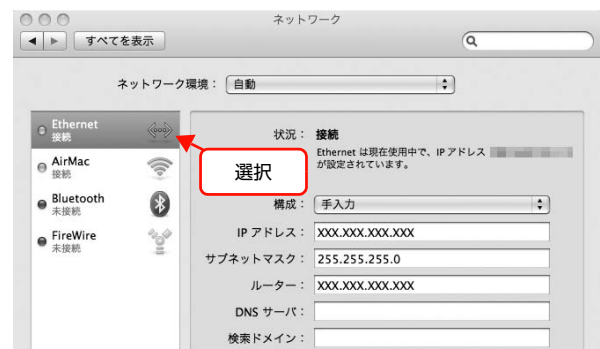 ネットワーク
すべてを表示
ネットワーク環境： 自動
Ethernet
接続
AirMac
接続
Bluetooth
未接続
FireWire
未接続
選択
状況： 接続
Ethernet は現在使用中で、IP アドレス
が設定されています。
構成： 手入力
IP アドレス： XXX.XXX.XXX.XXX
サブネットマスク： 255.255.255.0
ルーター： XXX.XXX.XXX.XXX
DNS サーバ：
検索ドメイン：